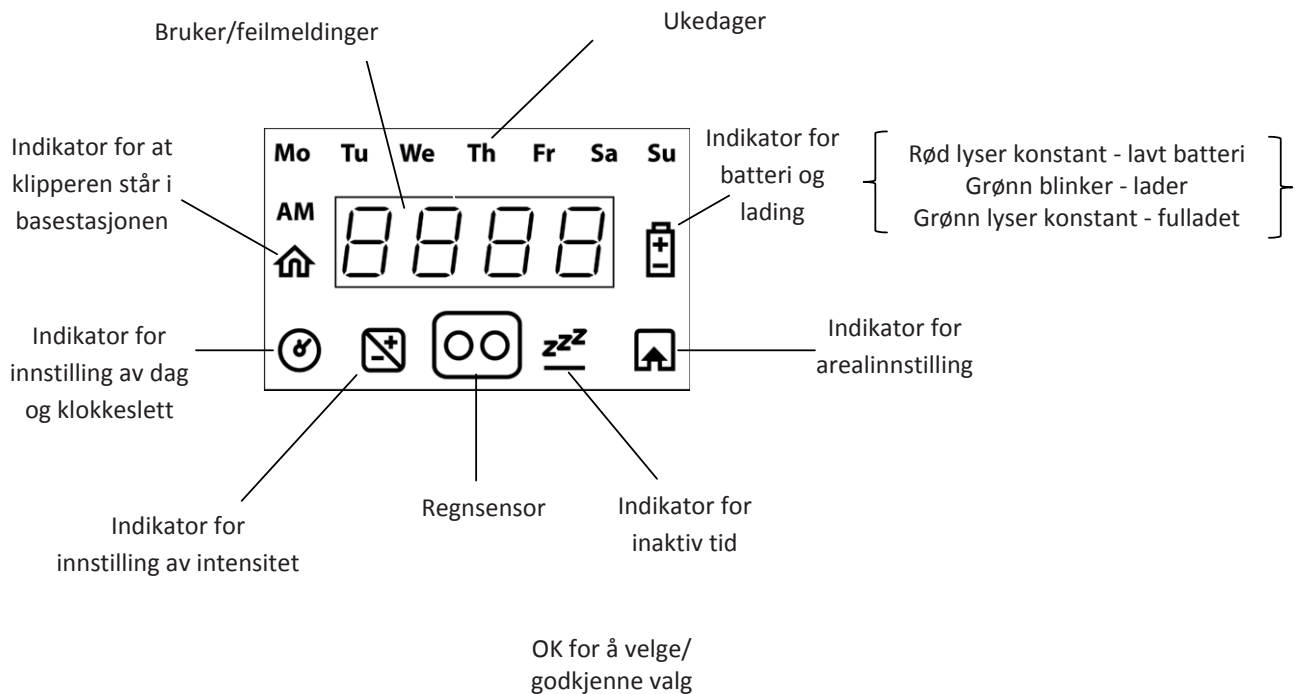 Bruker/feilmeldinger
Ukedager
Indikator for at
klipperen står i
basestasjonen
Mo Tu We Th Fr Sa Su
AM
8888
Indikator for
batteri og
lading
Rød lyser konstant - lavt batteri
Grønn blinker - lader
Grønn lyser konstant - fulladet
Indikator for
innstilling av dag
og klokkeslett
zzz
Indikator for
arealinnstilling
Indikator for
innstilling av intensitet
Regnsensor
Indikator for
inaktiv tid
OK for å velge/
godkjenne valg